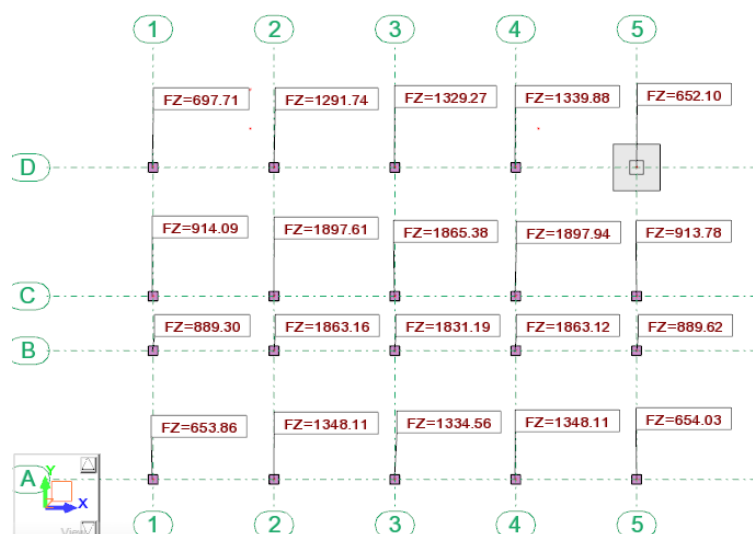 1 2 3 4 5
FZ=697.71 FZ=1291.74 FZ=1329.27 FZ=1339.88 FZ=652.10
D
FZ=914.09 FZ=1897.61 FZ=1865.38 FZ=1897.94 FZ=913.78
C
FZ=889.30 FZ=1863.16 FZ=1831.19 FZ=1863.12 FZ=889.62
B
FZ=653.86 FZ=1348.11 FZ=1334.56 FZ=1348.11 FZ=654.03
A Y
X
View
1 2 3 4 5